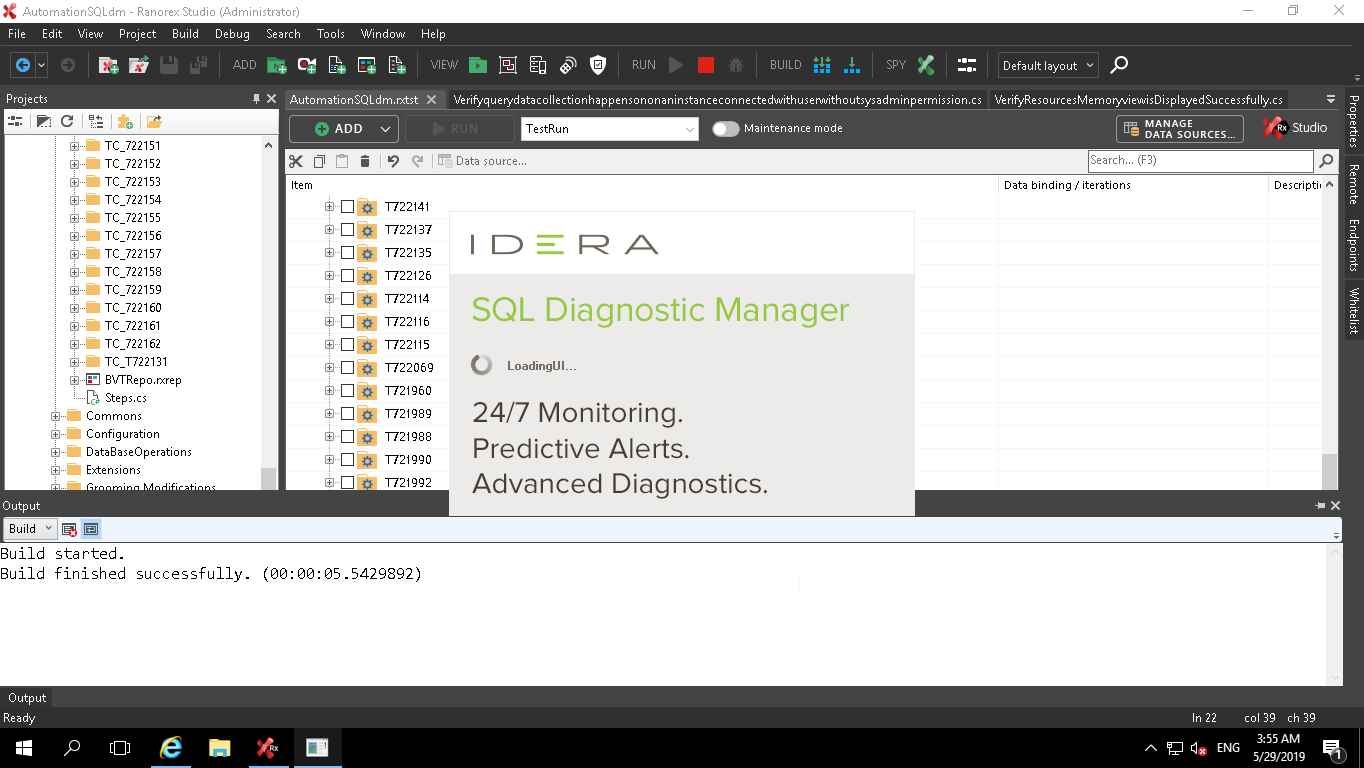 AutomationSQLdm - Ranorex Studio (Administrator)
File Edit View Project Build Debug Search Tools Window Help
ADD VIEW RUN BUILD SPY Default layout
Projects
AutomationSQLdm.rxtst
Verifyquerydatacollectionhappensononaninstanceconnectedwithuserwithoutsysadminpermission.cs
VerifyResourcesMemoryviewisDisplayedSuccessfully.cs
ADD RUN TestRun Maintenance mode
MANAGE
DATA SOURCES...
Rx Studio
Data source...
Search... (F3)
Item Data binding / iterations Descripti
TC_722151
TC_722152
TC_722153
TC_722154
TC_722155
TC_722156
TC_722157
TC_722158
TC_722159
TC_722160
TC_722161
TC_722162
TC_T722131
BVTRepo.rxrep
Steps.cs
Commons
Configuration
DataBaseOperations
Extensions
Grooming Modifications
T722141
T722137
T722135
T722126
T722114
T722116
T722115
T722069
T721960
T721989
T721988
T721990
T721992
IDERA
SQL Diagnostic Manager
LoadingUI...
24/7 Monitoring.
Predictive Alerts.
Advanced Diagnostics.
Properties
Remote
Endpoints
Whitelist
Output
Build
Build started.
Build finished successfully. (00:00:05.5429892)
Output
Ready
ln 22 col 39 ch 39
Rx
ENG
3:55 AM
5/29/2019
1